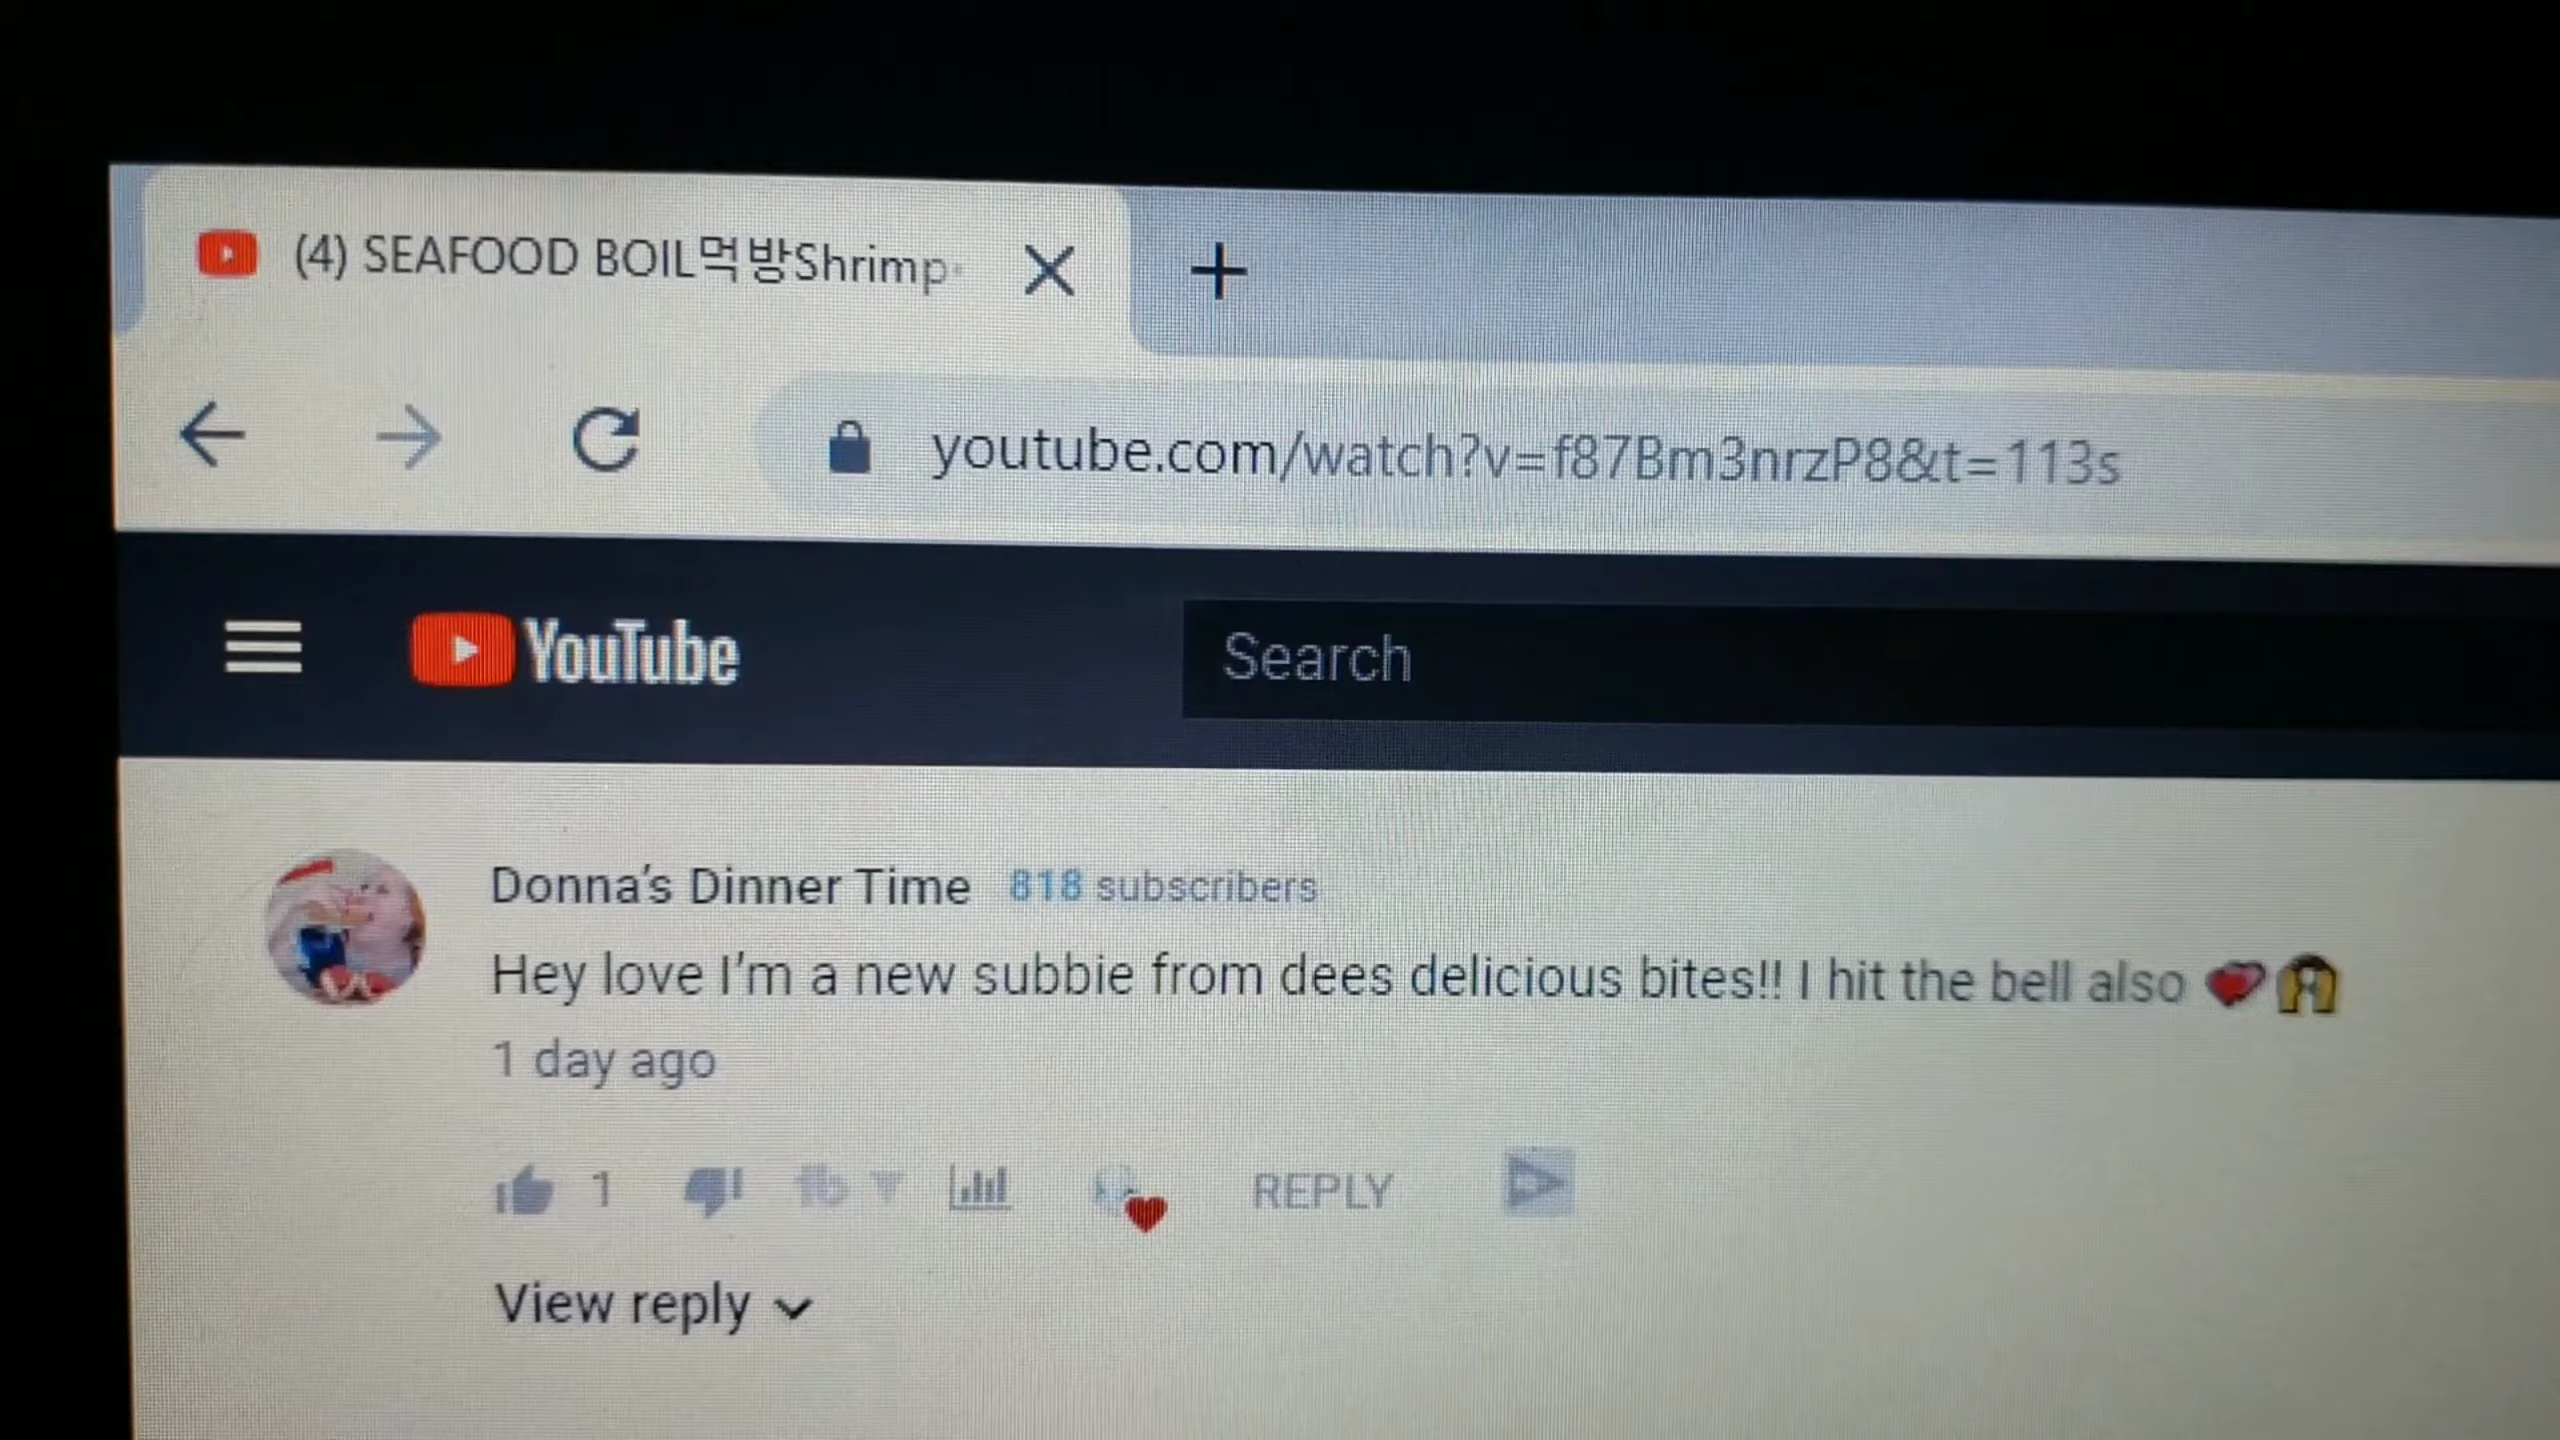 (4) SEAFOOD BOIL먹방Shrimp
youtube.com/watch?v=f87Bm3nrzP8&t=113s
YouTube
Search
Donna's Dinner Time 818 subscribers
Hey love I'm a new subbie from dees delicious bites!! I hit the bell also
1 day ago
1
REPLY
View reply